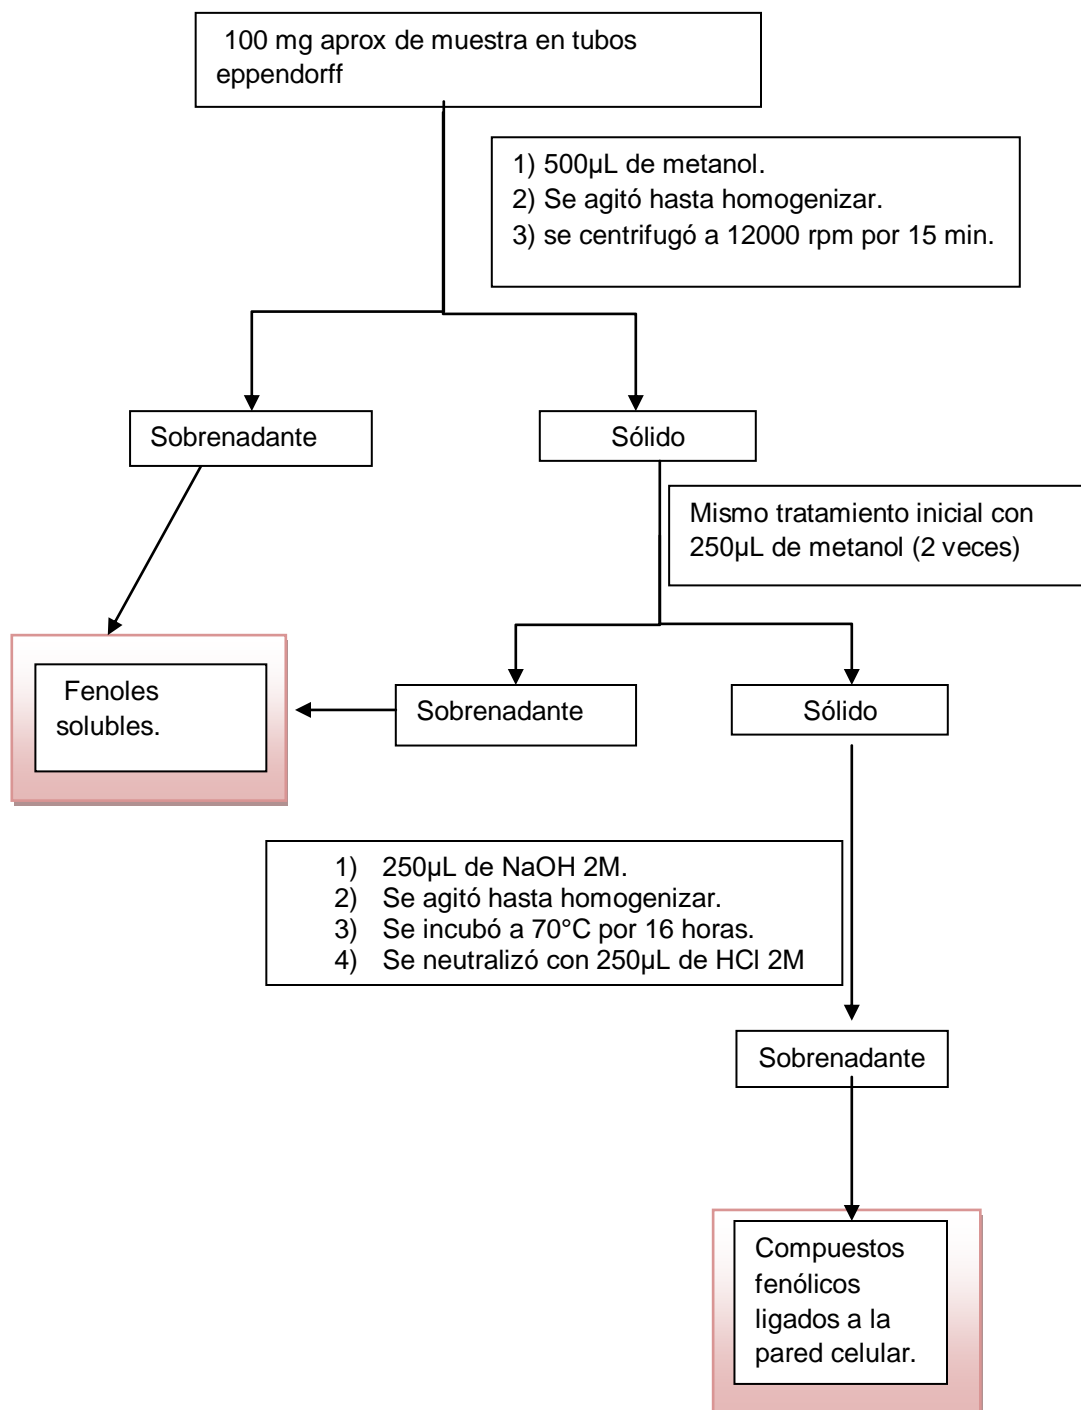 100 mg aprox de muestra en tubos
eppendorff
1) 500µL de metanol.
2) Se agitó hasta homogenizar.
3) se centrifugó a 12000 rpm por 15 min.
Sobrenadante
Sólido
Mismo tratamiento inicial con
250µL de metanol (2 veces)
Fenoles
solubles.
Sobrenadante
Sólido
1) 250µL de NaOH 2M.
2) Se agitó hasta homogenizar.
3) Se incubó a 70°C por 16 horas.
4) Se neutralizó con 250µL de HCl 2M
Sobrenadante
Compuestos
fenólicos
ligados a la
pared celular.